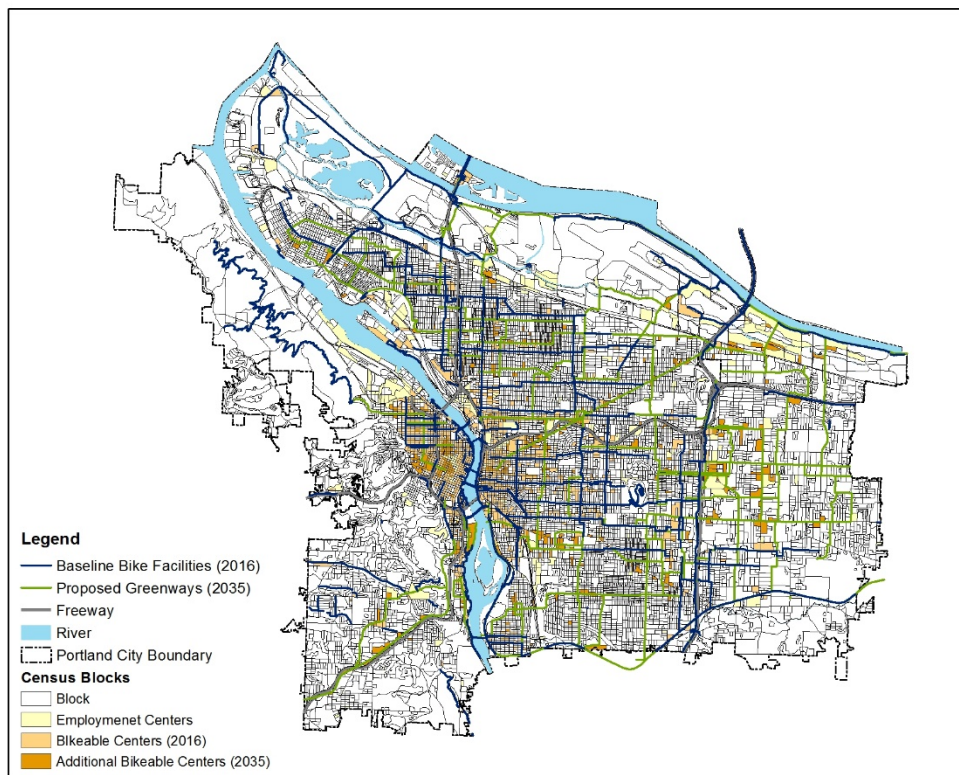 Legend
Baseline Bike Facilities (2016)
Proposed Greenways (2035)
Freeway
River
Portland City Boundary
Census Blocks
Block
Employmenet Centers
BIkeable Centers (2016)
Additional Bikeable Centers (2035)